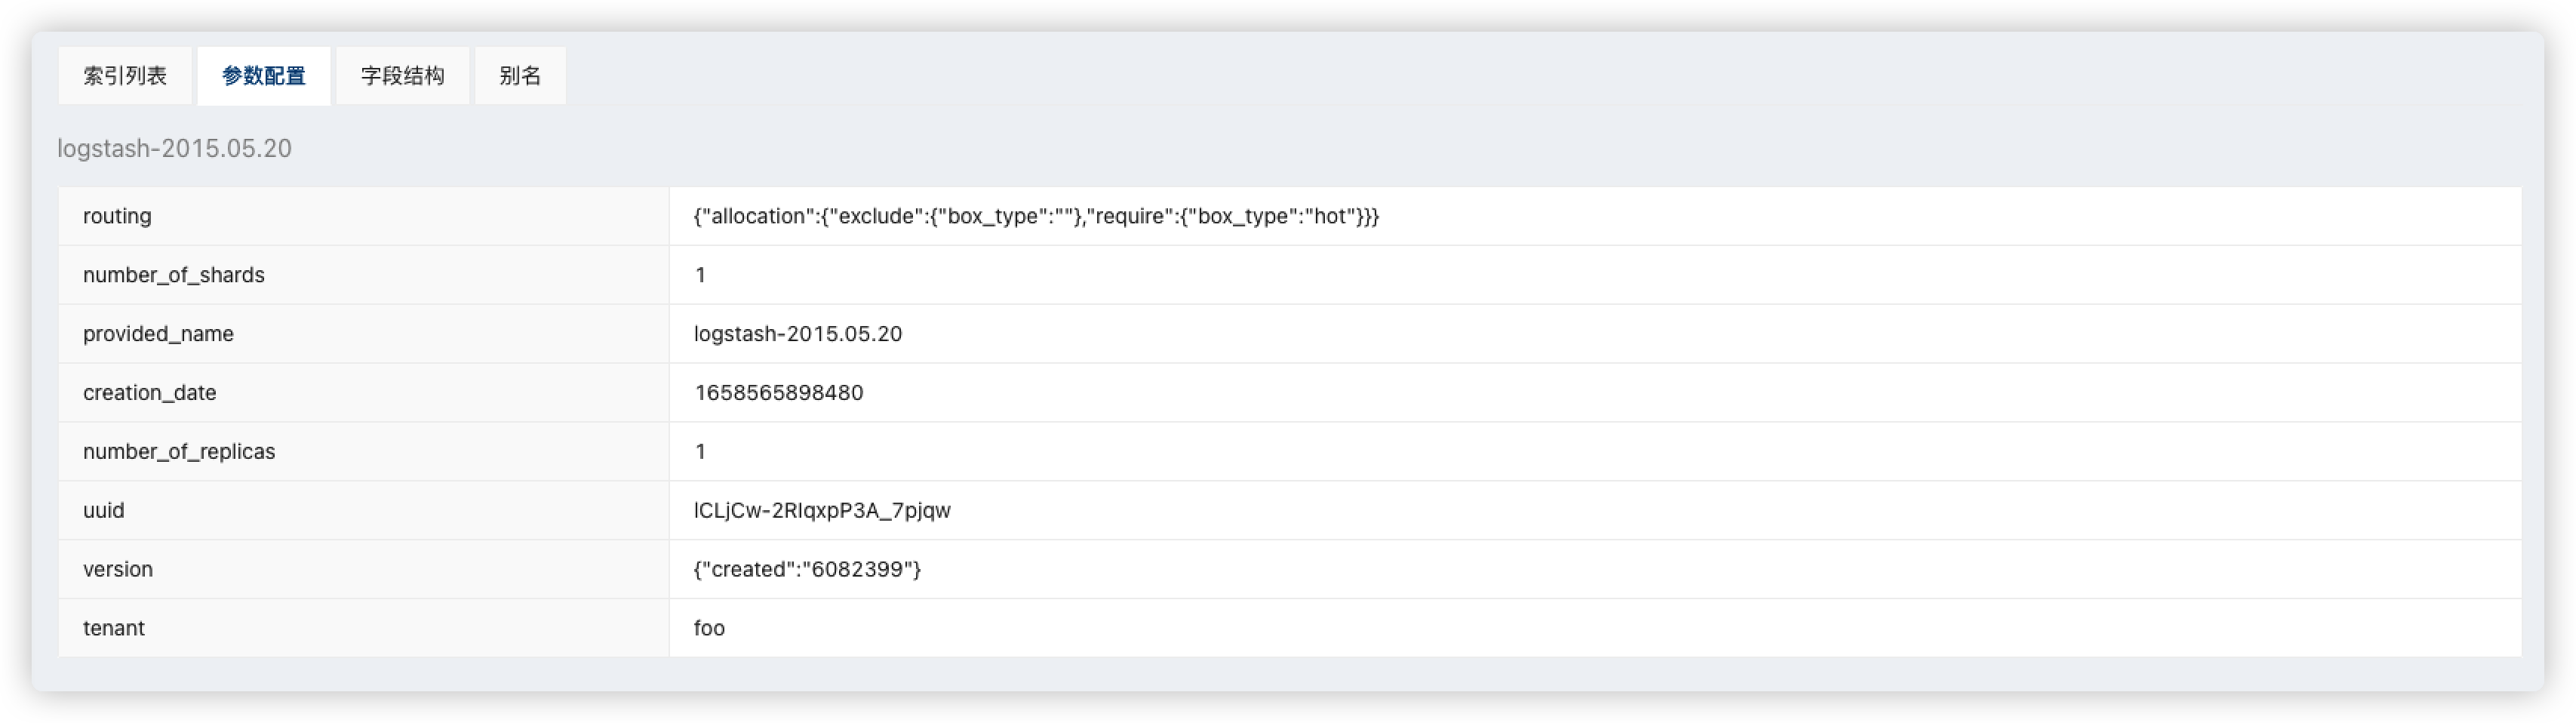 索引列表 参数配置 字段结构 别名
logstash-2015.05.20
routing {"allocation":{"exclude":{"box_type":""},"require":{"box_type":"hot"}}}
number_of_shards 1
provided_name logstash-2015.05.20
creation_date 1658565898480
number_of_replicas 1
uuid lCLjCw-2RlqxpP3A_7pjqw
version {"created":"6082399"}
tenant foo